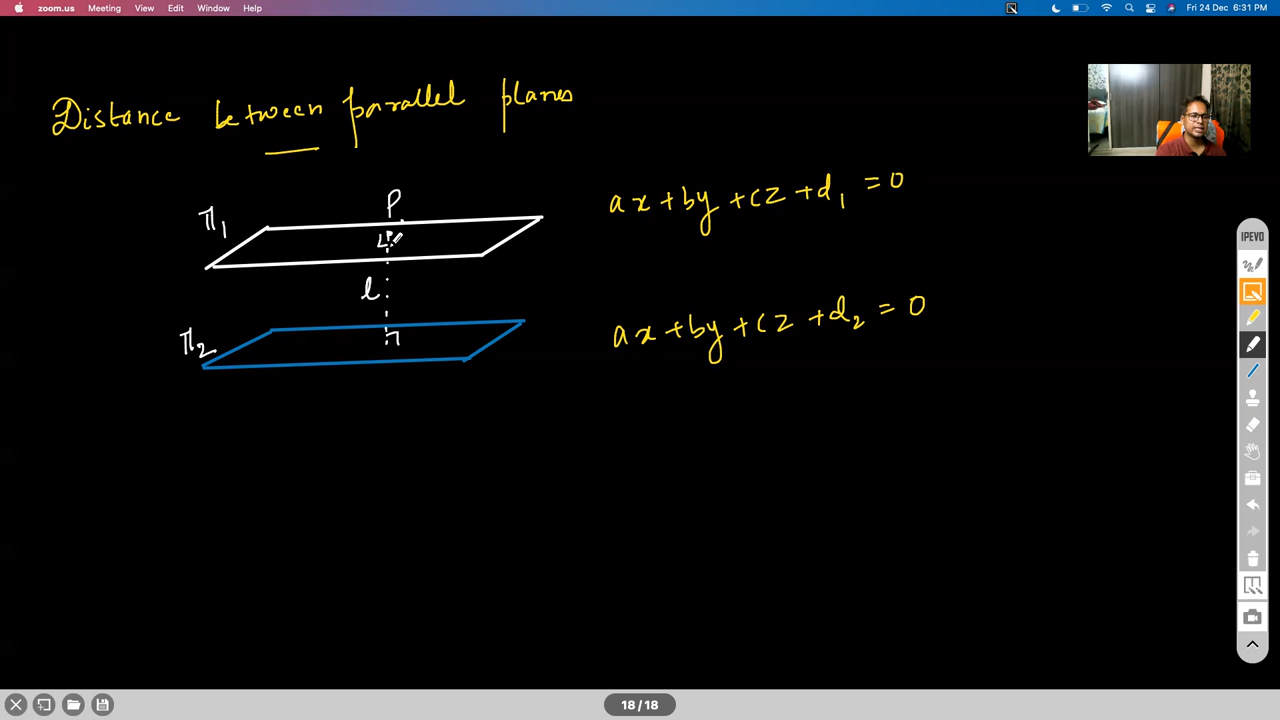 zoom.us Meeting View Edit Window Help Fri 24 Dec 6:31 PM
Distance between parallel planes
P
π₁
ax + by + cz + d₁ = 0
P
l
π₂
ax + by + cz + d₂ = 0
IPEVO
18 / 18